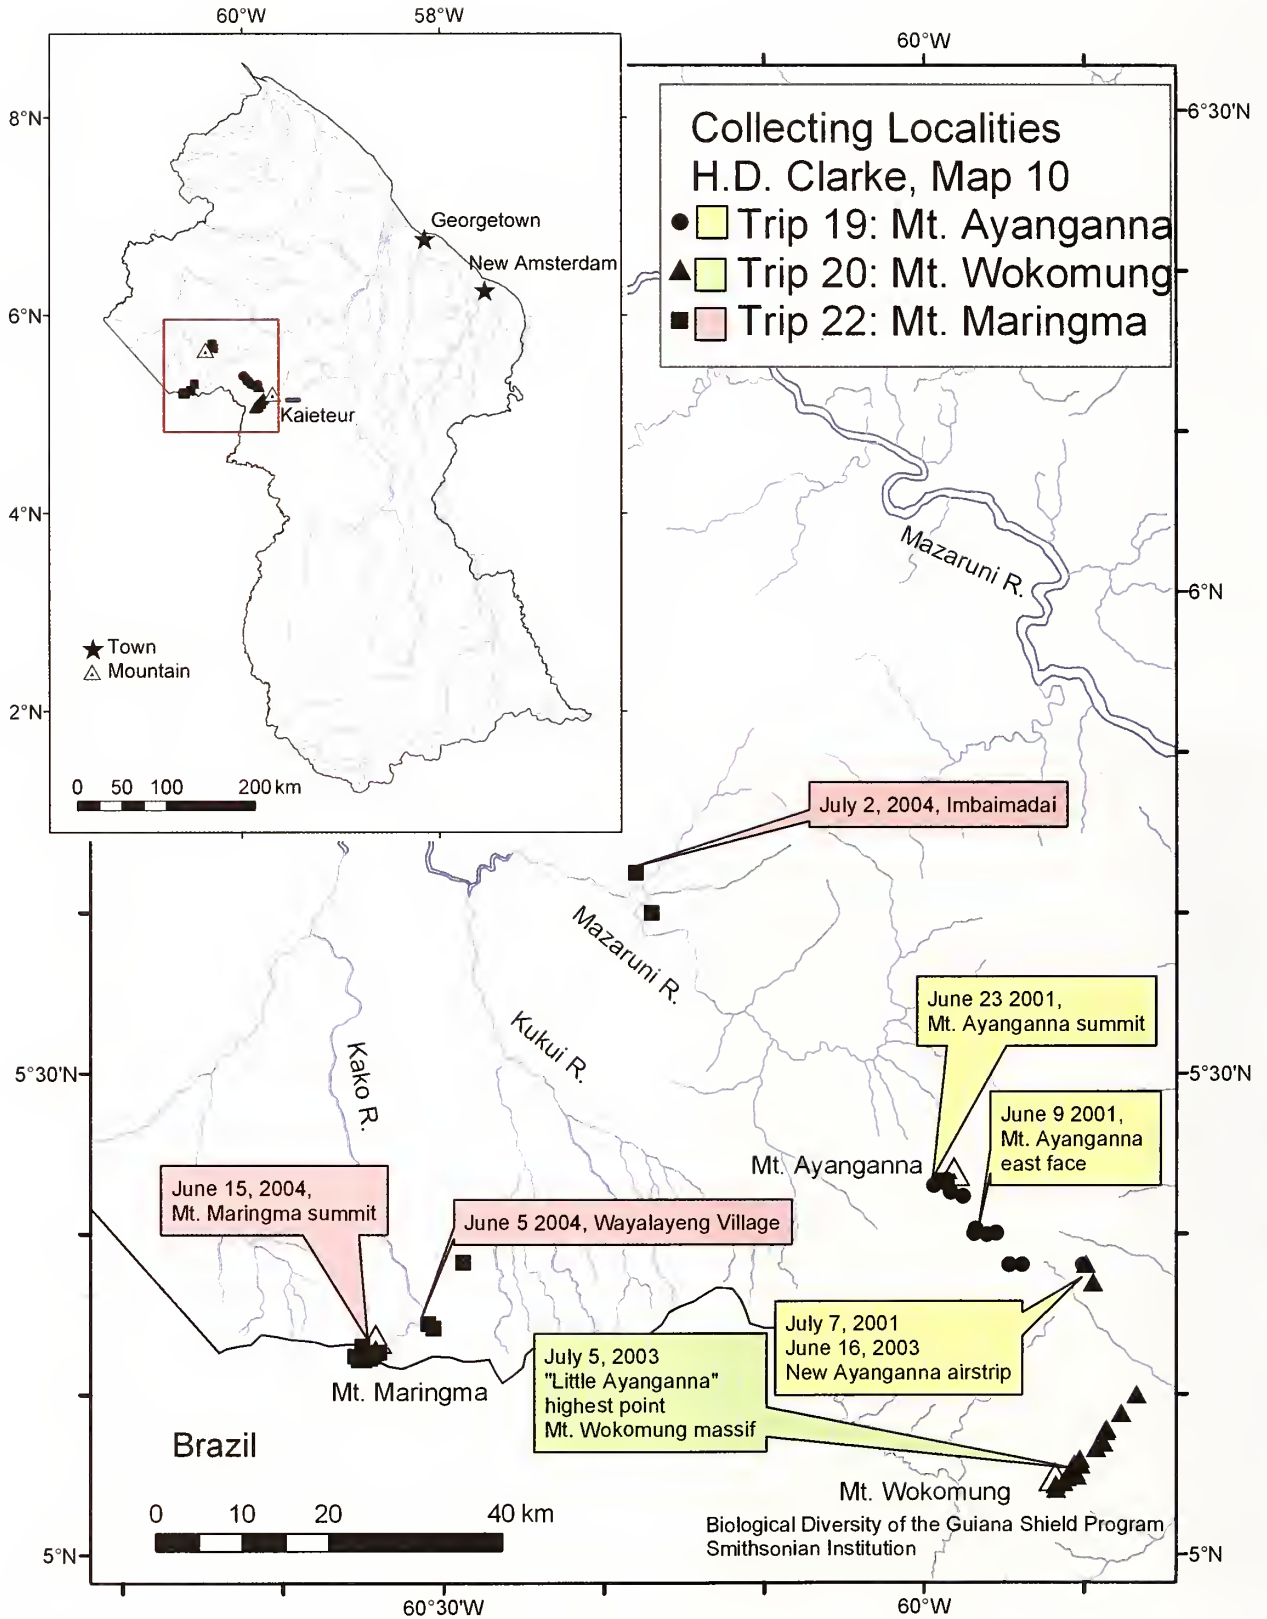 60°W
58°W
8°N
6°N
4°N
2°N
Georgetown
New Amsterdam
Kaieteur
Town
Mountain
0 50 100 200 km
60°W
6°30'N
6°N
5°30'N
5°N
Collecting Localities
H.D. Clarke, Map 10
Trip 19: Mt. Ayanganna
Trip 20: Mt. Wokomung
Trip 22: Mt. Maringma
Mazaruni R.
July 2, 2004, Imbaimadai
Mazaruni R.
Kukui R.
Kako R.
5°30'N
June 23 2001,
Mt. Ayanganna summit
June 9 2001,
Mt. Ayanganna
east face
Mt. Ayanganna
June 15, 2004,
Mt. Maringma summit
June 5 2004, Wayalayeng Village
July 7, 2001
June 16, 2003
New Ayanganna airstrip
July 5, 2003
"Little Ayanganna"
highest point
Mt. Wokomung massif
Mt. Maringma
Brazil
Mt. Wokomung
0 10 20 40 km
Biological Diversity of the Guiana Shield Program
Smithsonian Institution
5°N
60°30'W
60°W